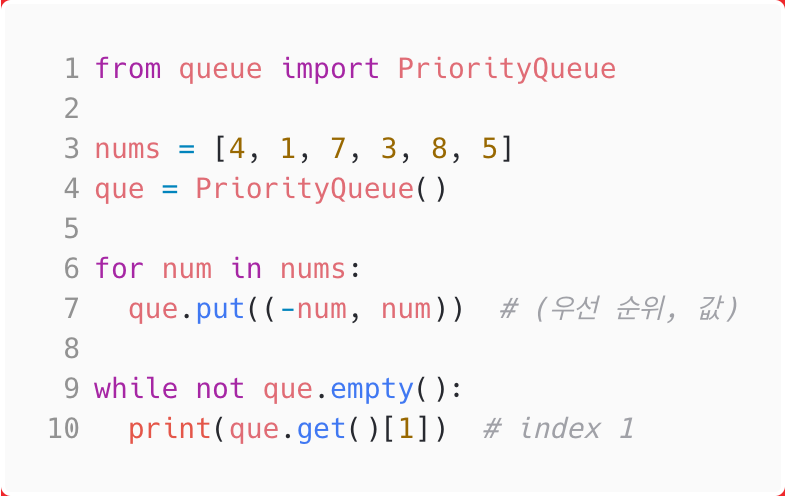 1 from queue import PriorityQueue
2
3 nums = [4, 1, 7, 3, 8, 5]
4 que = PriorityQueue()
5
6 for num in nums:
7   que.put((-num, num))  # (우선 순위, 값)
8
9 while not que.empty():
10   print(que.get()[1])  # index 1